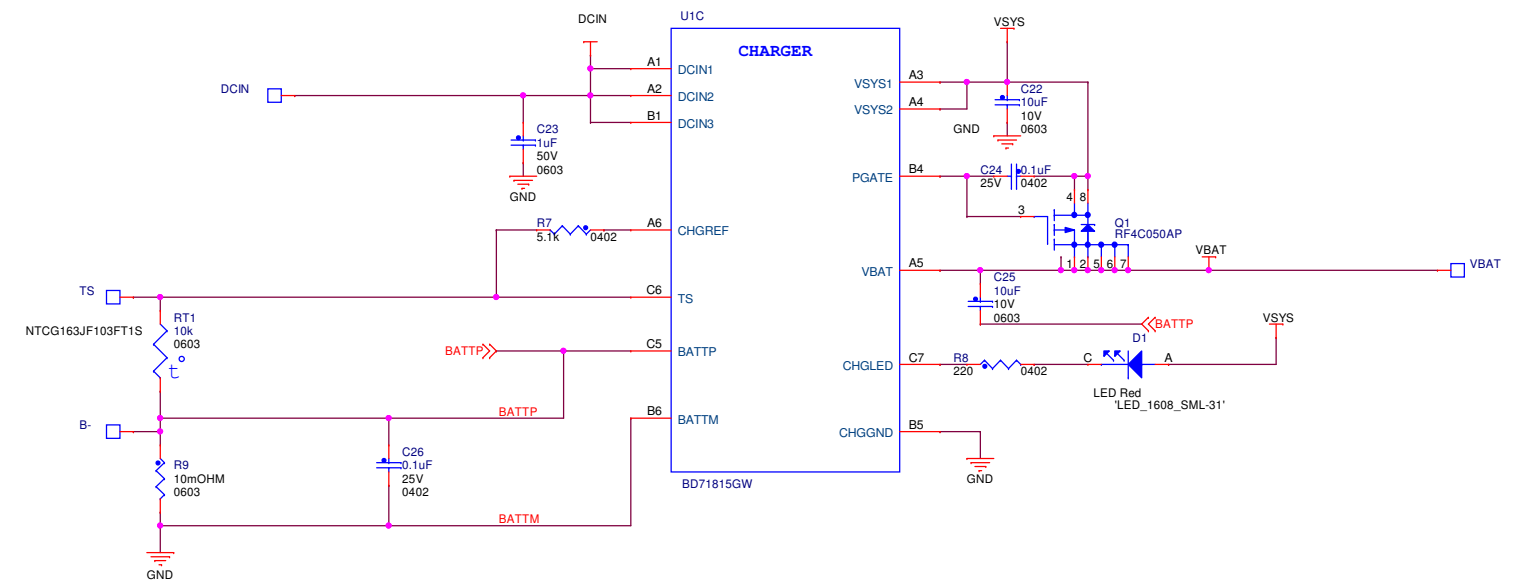 DCIN
U1C
CHARGER
VSYS
DCIN
A1
DCIN1
A2
DCIN2
B1
DCIN3
C23
1uF
50V
0603
GND
VSYS1
A3
VSYS2
A4
C22
10uF
10V
0603
GND
PGATE
B4
C24
0.1uF
25V
0402
4
8
3
Q1
RF4C050AP
1
2
5
6
7
R7
5.1k
0402
A6
CHGREF
VBAT
A5
VBAT
VBAT
C25
10uF
10V
0603
BATTP
TS
C6
TS
RT1
10k
0603
NTCG163JF103FT1S
t
BATTP
C5
BATTP
D1
VSYS
CHGLED
C7
R8
220
0402
C
A
LED Red
'LED_1608_SML-31'
BATTP
B6
BATTM
B-
CHGGND
B5
GND
R9
10mOHM
0603
C26
0.1uF
25V
0402
BD71815GW
BATTM
GND